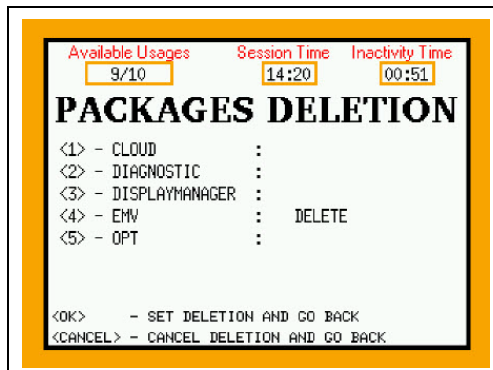 Available Usages Session Time Inactivity Time
9/10 14:20 00:51
PACKAGES DELETION
<1> - CLOUD :
<2> - DIAGNOSTIC :
<3> - DISPLAYMANAGER :
<4> - EMV : DELETE
<5> - OPT :
<OK> - SET DELETION AND GO BACK
<CANCEL> - CANCEL DELETION AND GO BACK